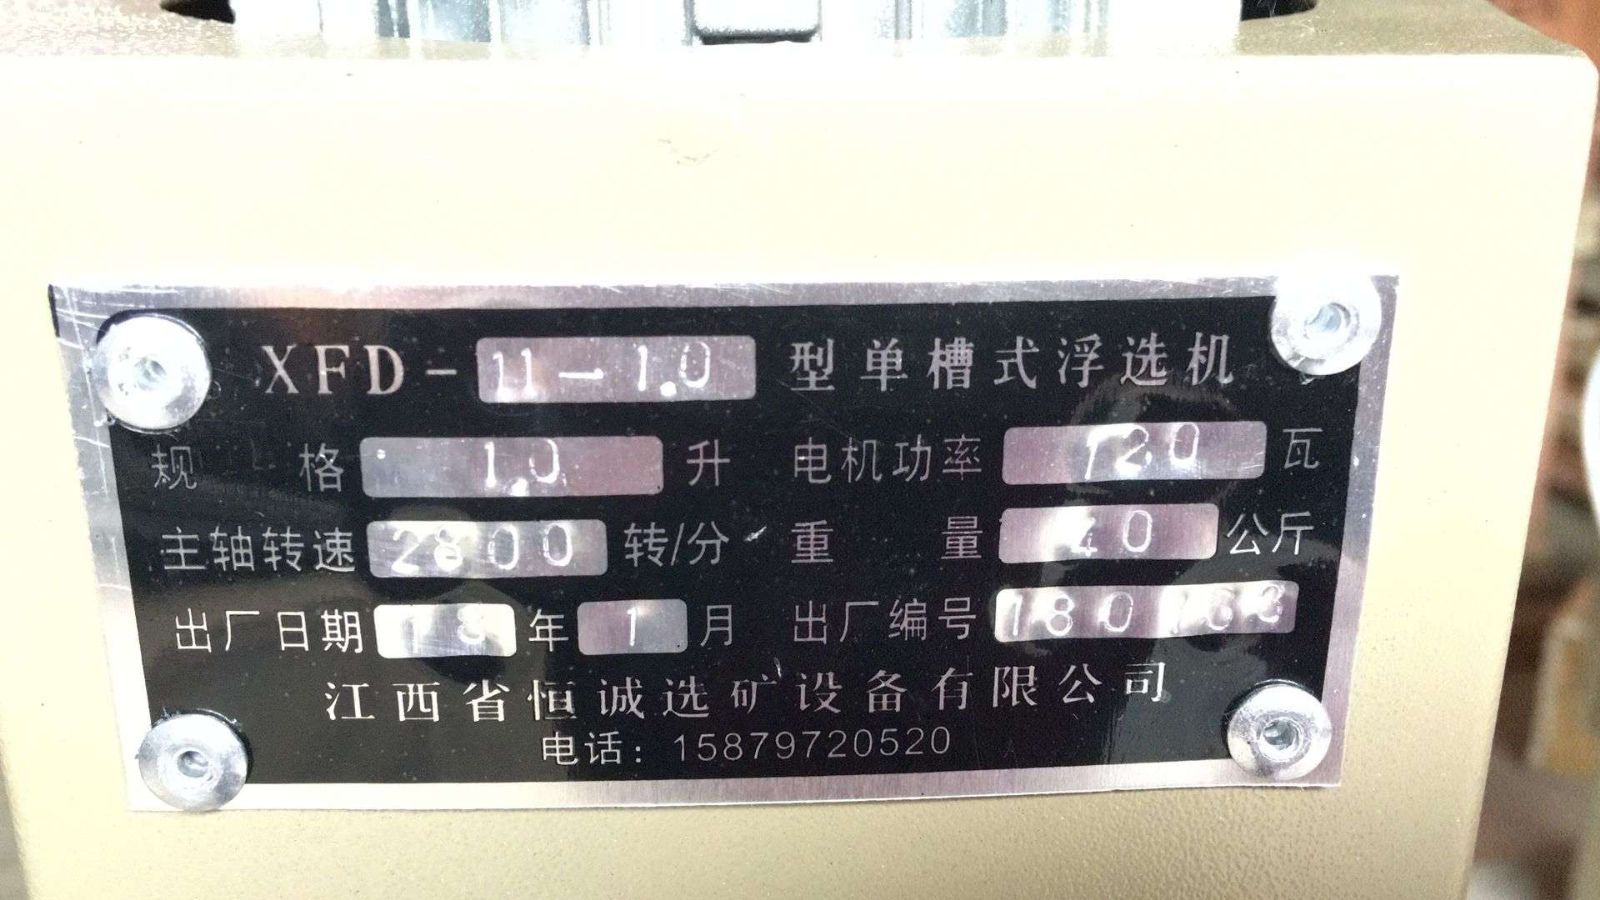 XFD-11-1.0 型单槽式浮选机
规 格 1.0 升 电机功率 120 瓦
主轴转速 2800 转/分 重 量 40 公斤
出厂日期 18 年 1 月 出厂编号
江西省恒诚选矿设备有限公司
电话: 15879720520